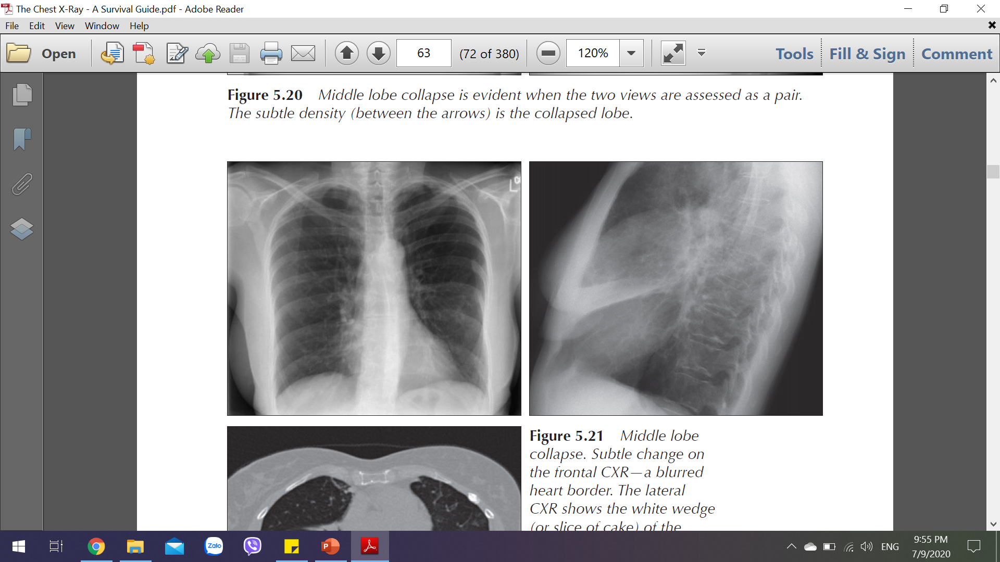 The Chest X-Ray - A Survival Guide.pdf - Adobe Reader
File Edit View Window Help
Open 63 (72 of 380) 120% Tools Fill & Sign Comment
Figure 5.20 Middle lobe collapse is evident when the two views are assessed as a pair.
The subtle density (between the arrows) is the collapsed lobe.
L
Figure 5.21 Middle lobe
collapse. Subtle change on
the frontal CXR—a blurred
heart border. The lateral
CXR shows the white wedge
(or slice of cake) of the
Zalo
ENG
9:55 PM
7/9/2020